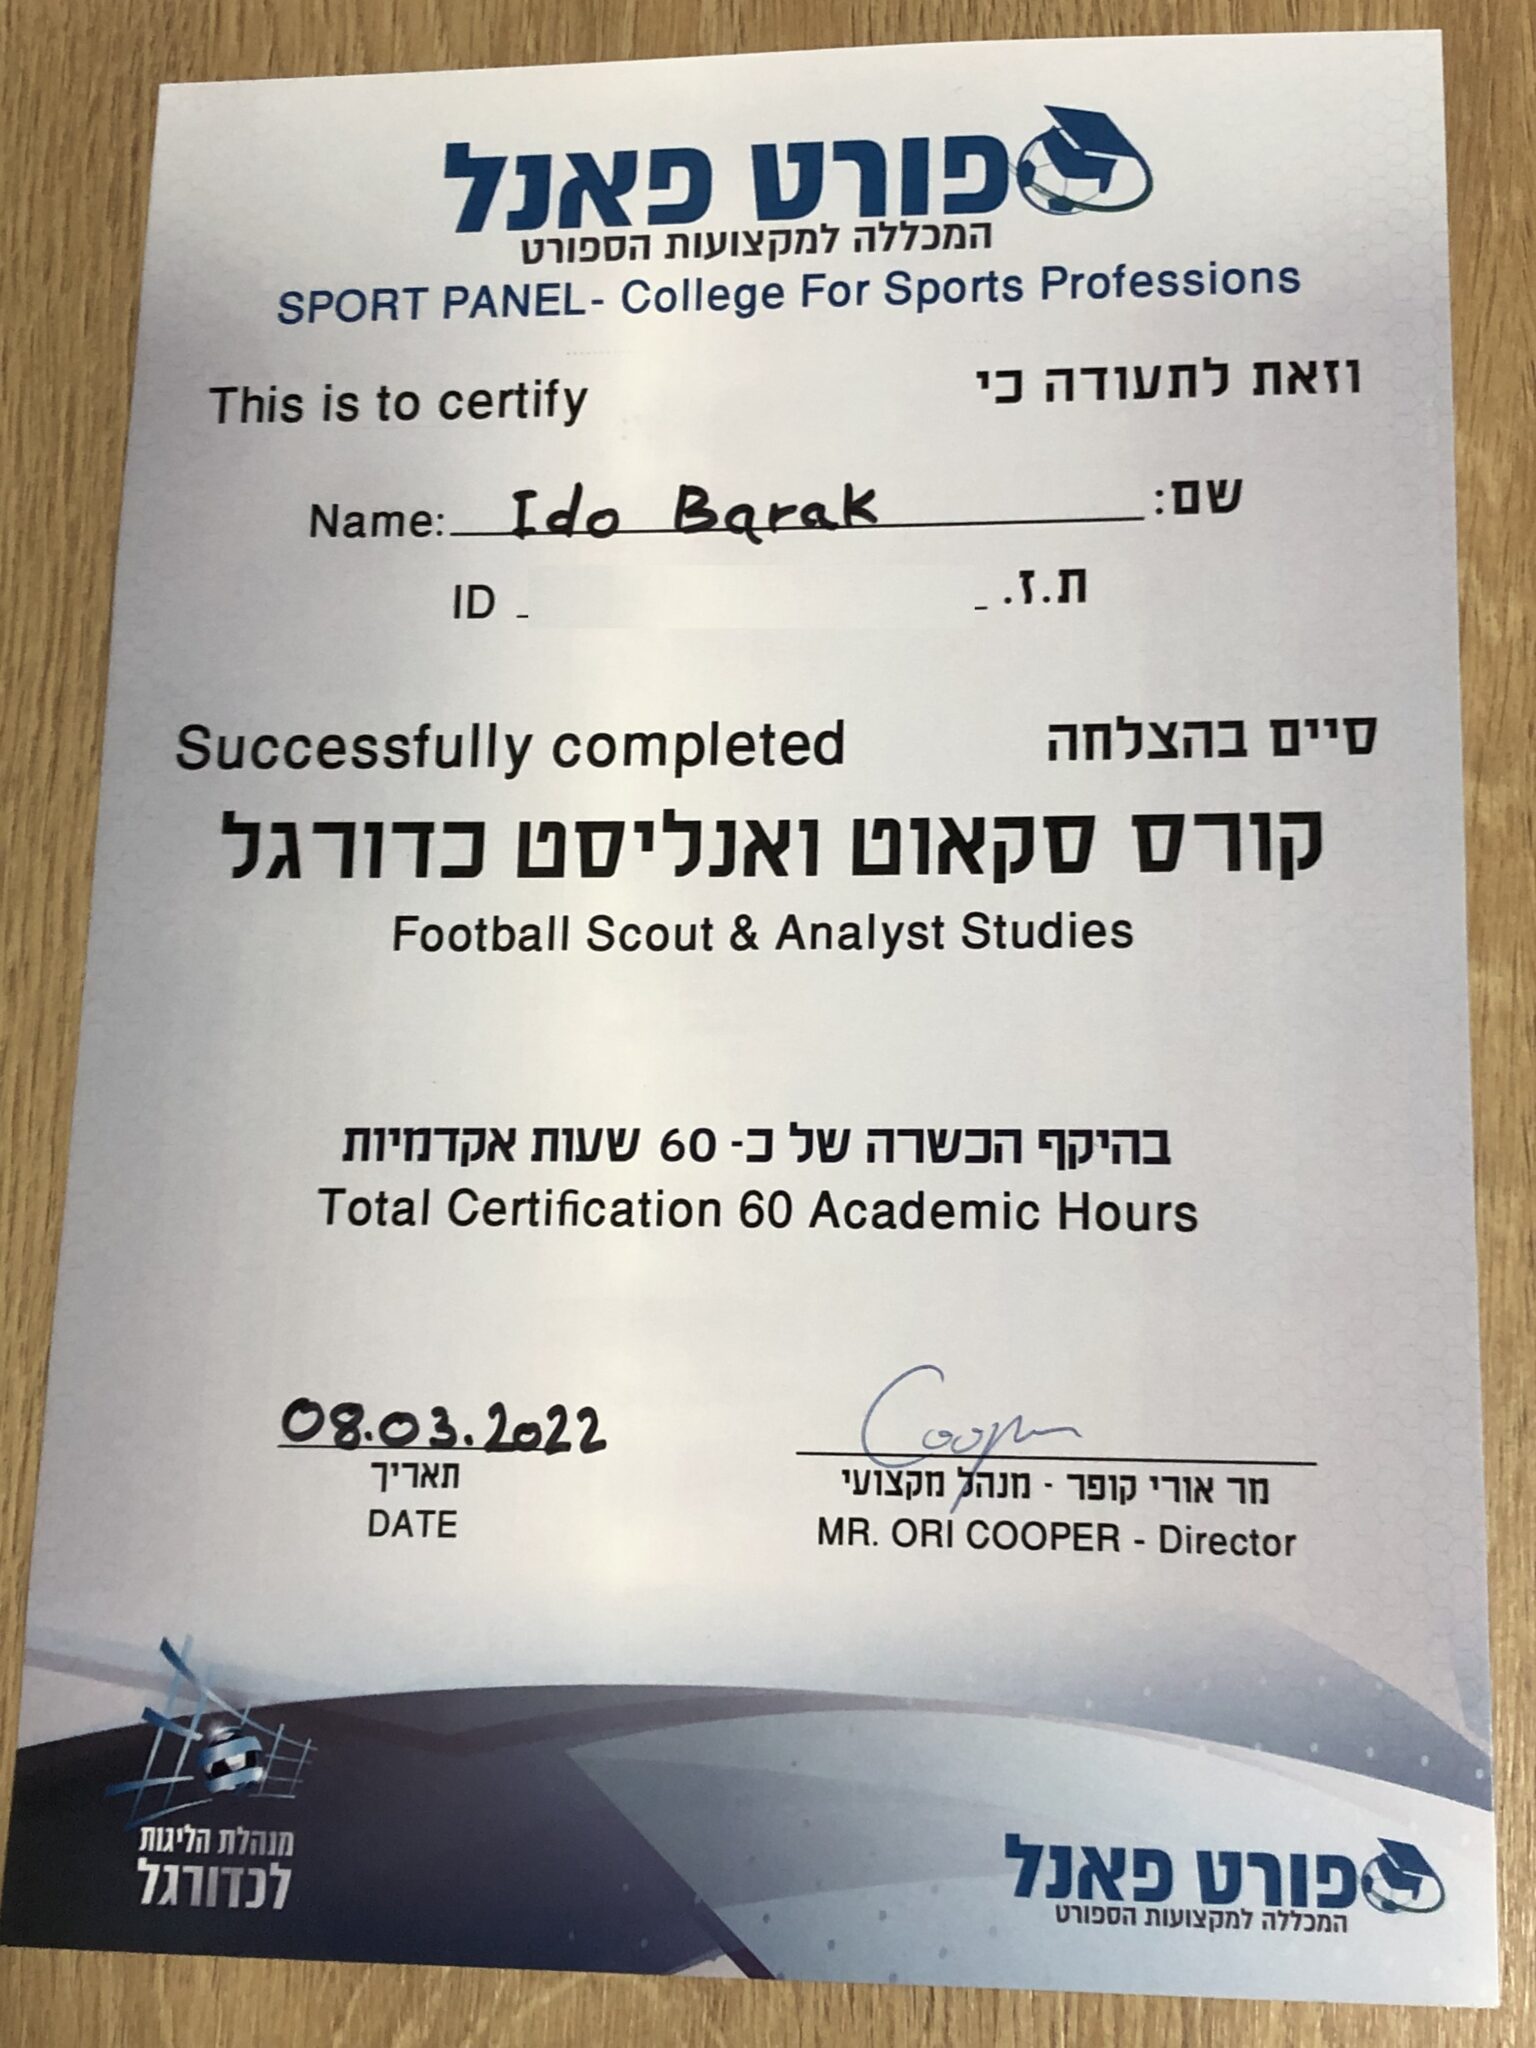 ספורט פאנל
המכללה למקצועות הספורט
SPORT PANEL- College For Sports Professions
This is to certify וזאת לתעודה כי
Name: Ido Barak שם:
ID _ _ ת.ז.
Successfully completed סיים בהצלחה
קורס סקאוט ואנליסט כדורגל
Football Scout & Analyst Studies
בהיקף הכשרה של כ- 60 שעות אקדמיות
Total Certification 60 Academic Hours
08.03.2022 Cooper
תאריך מר אורי קופר - מנהל מקצועי
DATE MR. ORI COOPER - Director
מנהלת הליגות
לכדורגל
ספורט פאנל
המכללה למקצועות הספורט